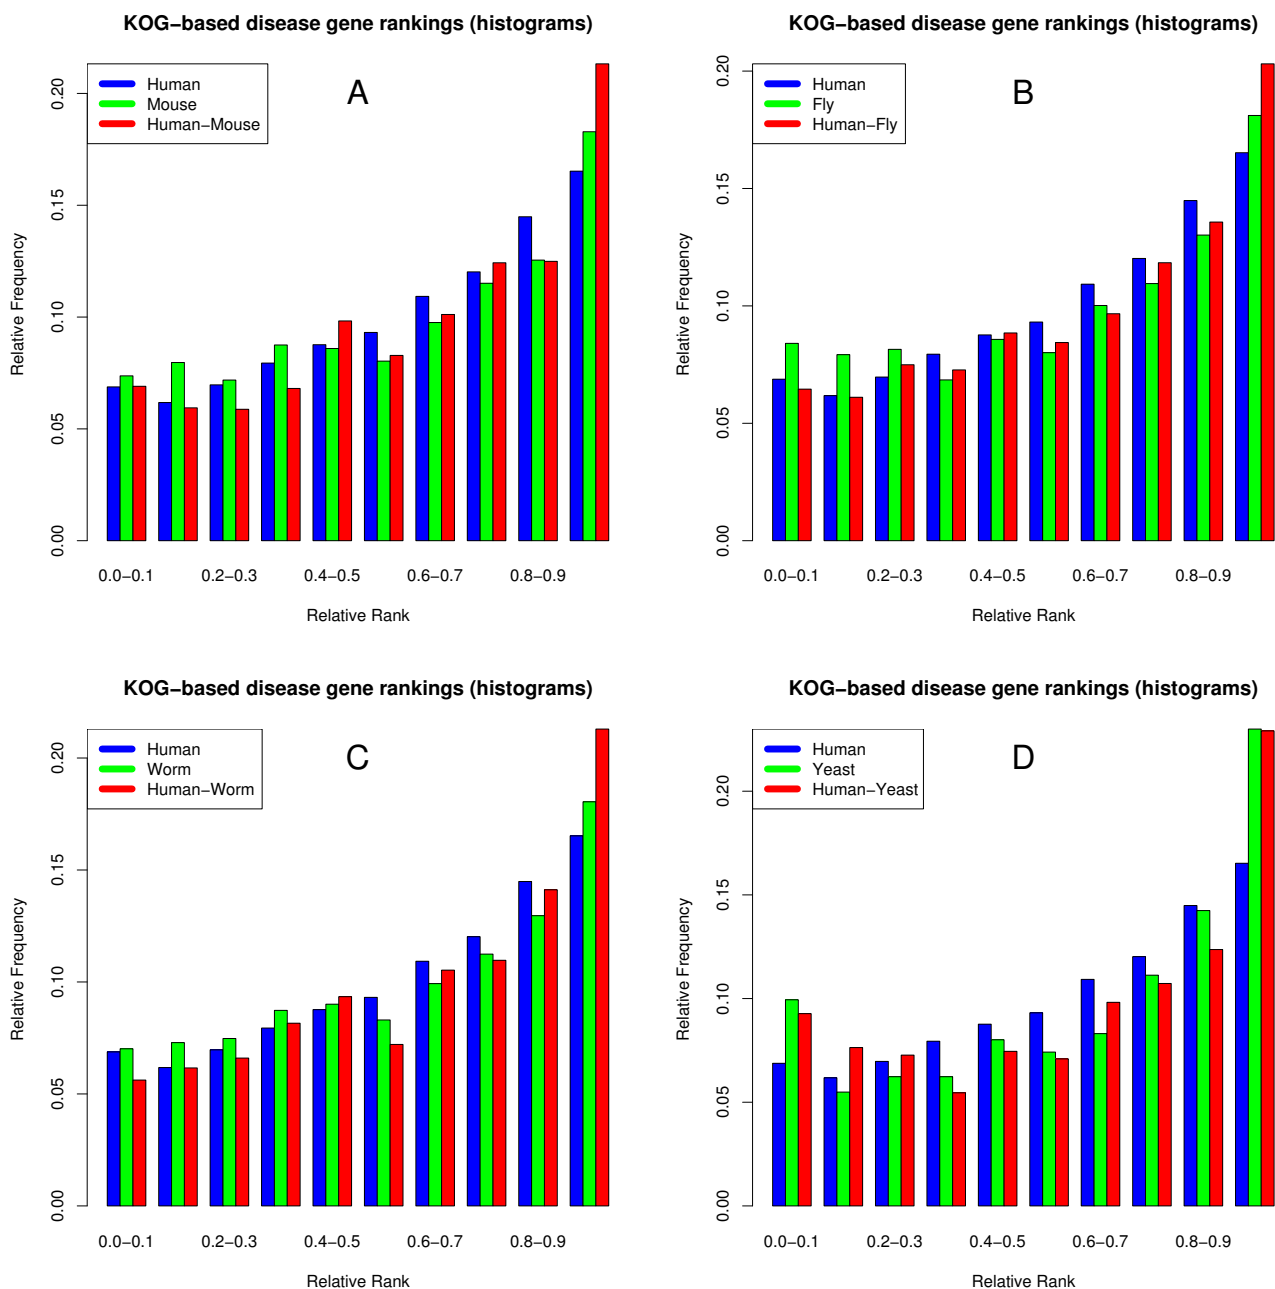 KOG−based disease gene rankings (histograms)
A
Human
Mouse
Human−Mouse
Relative Frequency
0.00
0.05
0.10
0.15
0.20
0.0−0.1
0.2−0.3
0.4−0.5
0.6−0.7
0.8−0.9
Relative Rank
KOG−based disease gene rankings (histograms)
B
Human
Fly
Human−Fly
Relative Frequency
0.00
0.05
0.10
0.15
0.20
0.0−0.1
0.2−0.3
0.4−0.5
0.6−0.7
0.8−0.9
Relative Rank
KOG−based disease gene rankings (histograms)
C
Human
Worm
Human−Worm
Relative Frequency
0.00
0.05
0.10
0.15
0.20
0.0−0.1
0.2−0.3
0.4−0.5
0.6−0.7
0.8−0.9
Relative Rank
KOG−based disease gene rankings (histograms)
D
Human
Yeast
Human−Yeast
Relative Frequency
0.00
0.05
0.10
0.15
0.20
0.0−0.1
0.2−0.3
0.4−0.5
0.6−0.7
0.8−0.9
Relative Rank